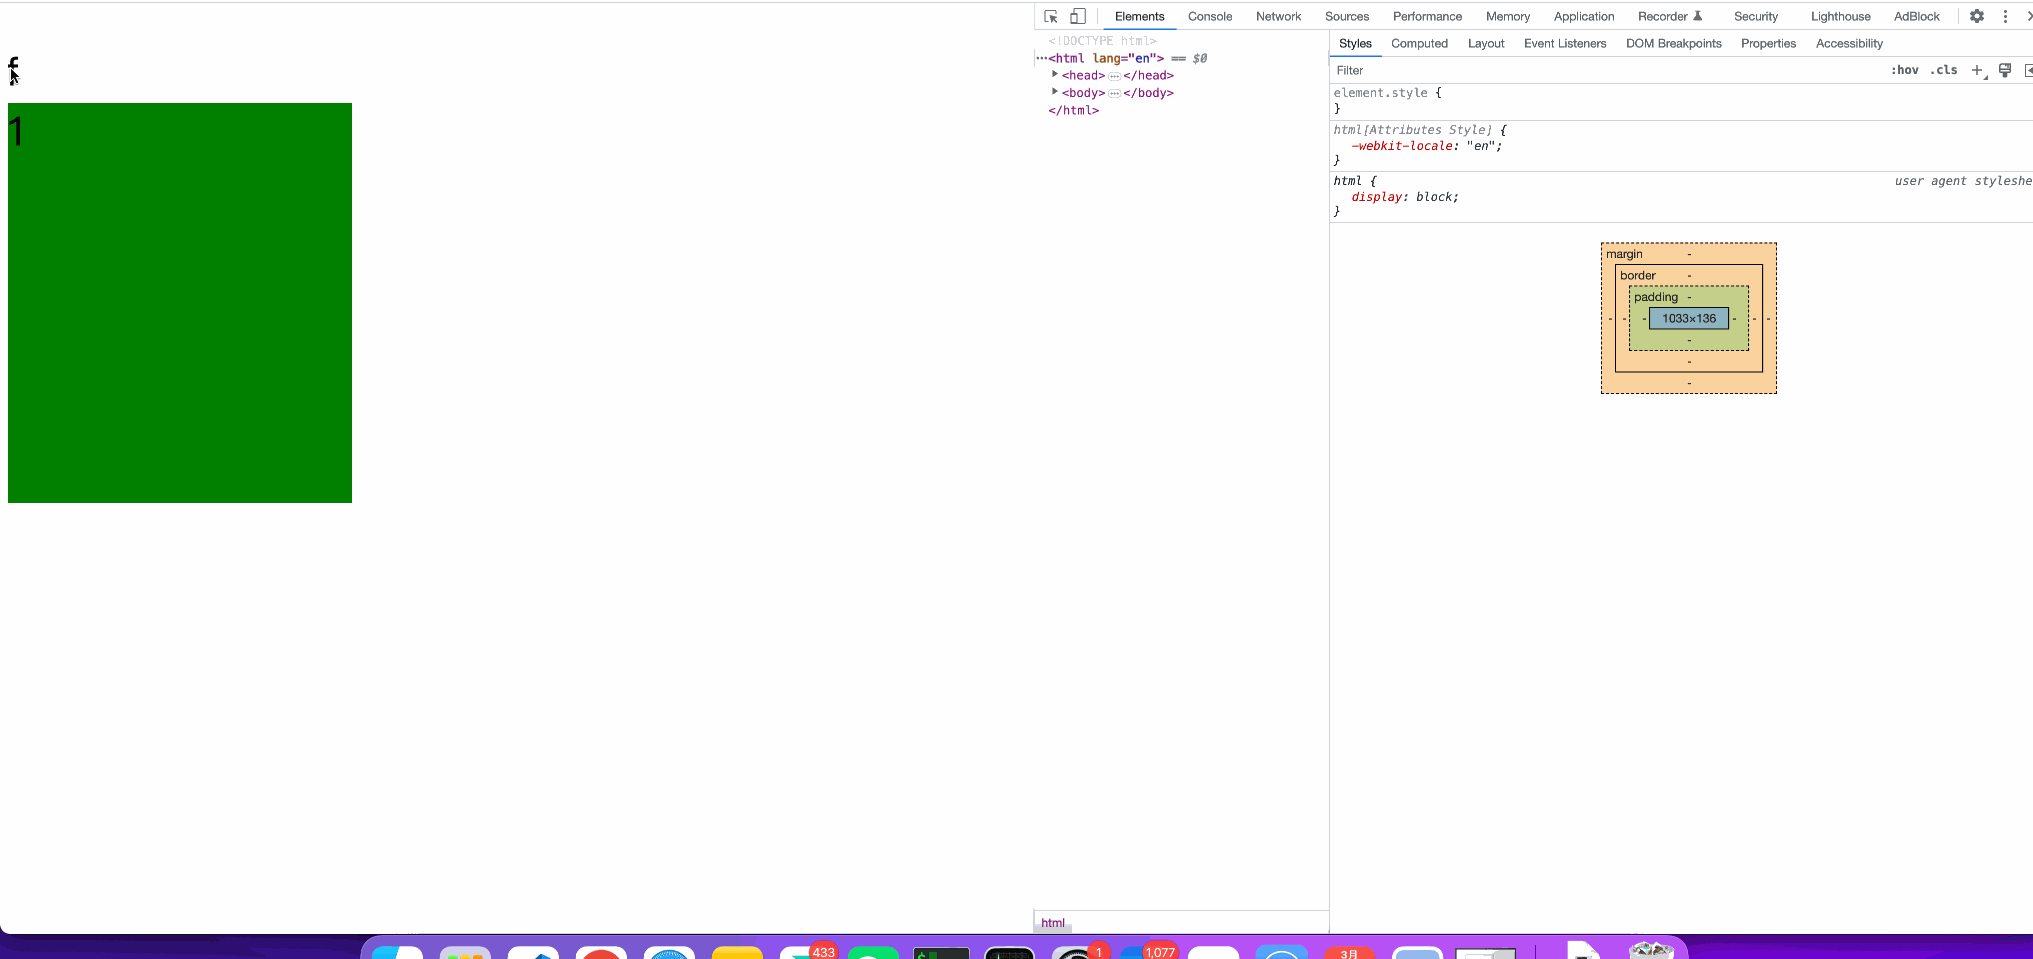 Elements Console Network Sources Performance Memory Application Recorder Security Lighthouse AdBlock
<!DOCTYPE html>
Styles Computed Layout Event Listeners DOM Breakpoints Properties Accessibility
···<html lang="en"> == $0
<head>···</head>
Filter :hov .cls
<body>···</body>
element.style {
}
</html>
html[Attributes Style] {
-webkit-locale: "en";
}
html { user agent styleshe
display: block;
}
1
margin -
border -
padding -
- - - 1033×136 - - -
-
-
-
html
433
1
1,077
3月